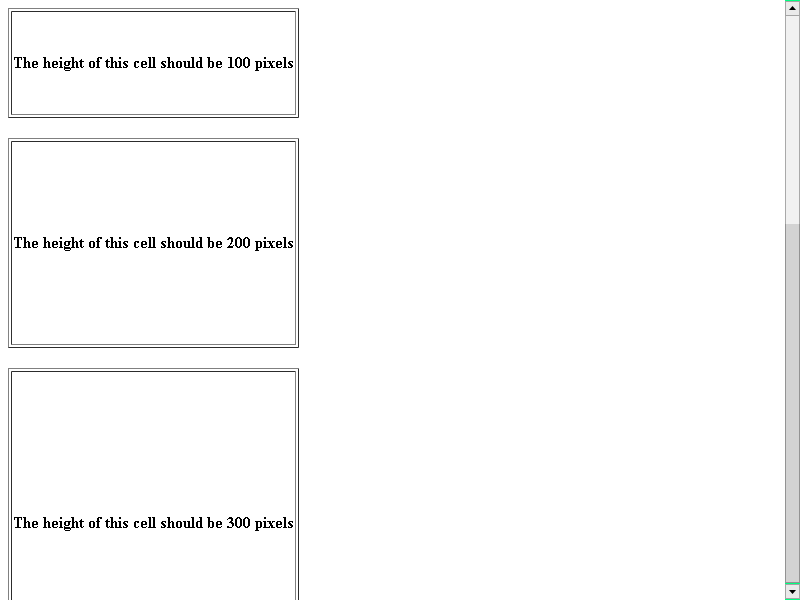 The height of this cell should be 100 pixels
The height of this cell should be 200 pixels
The height of this cell should be 300 pixels